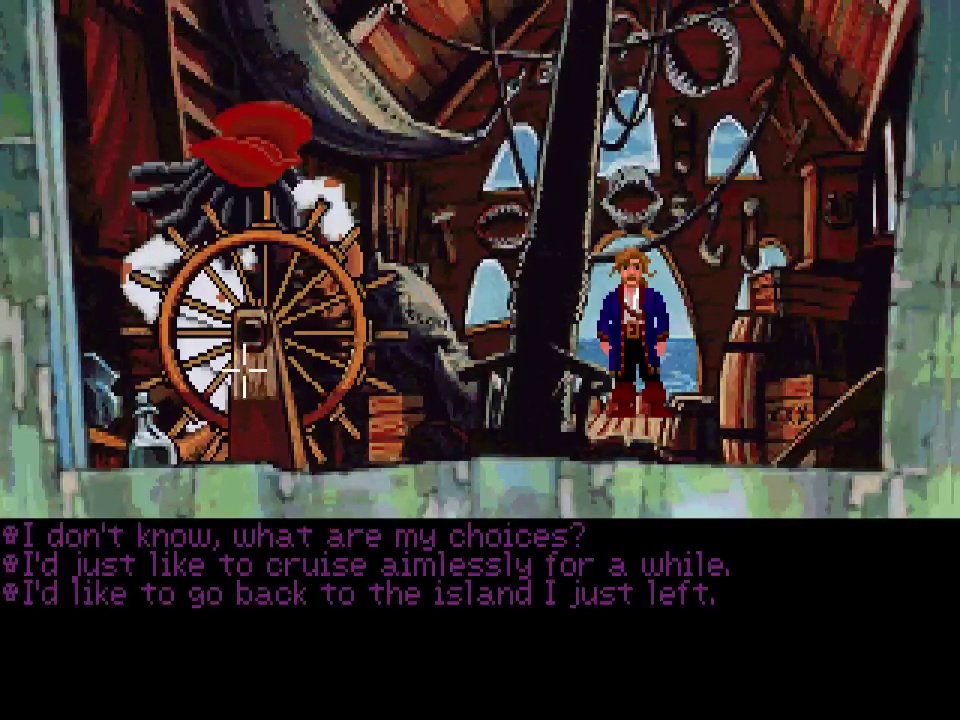 I don't know, what are my choices?
I'd just like to cruise aimlessly for a while.
I'd like to go back to the island I just left.